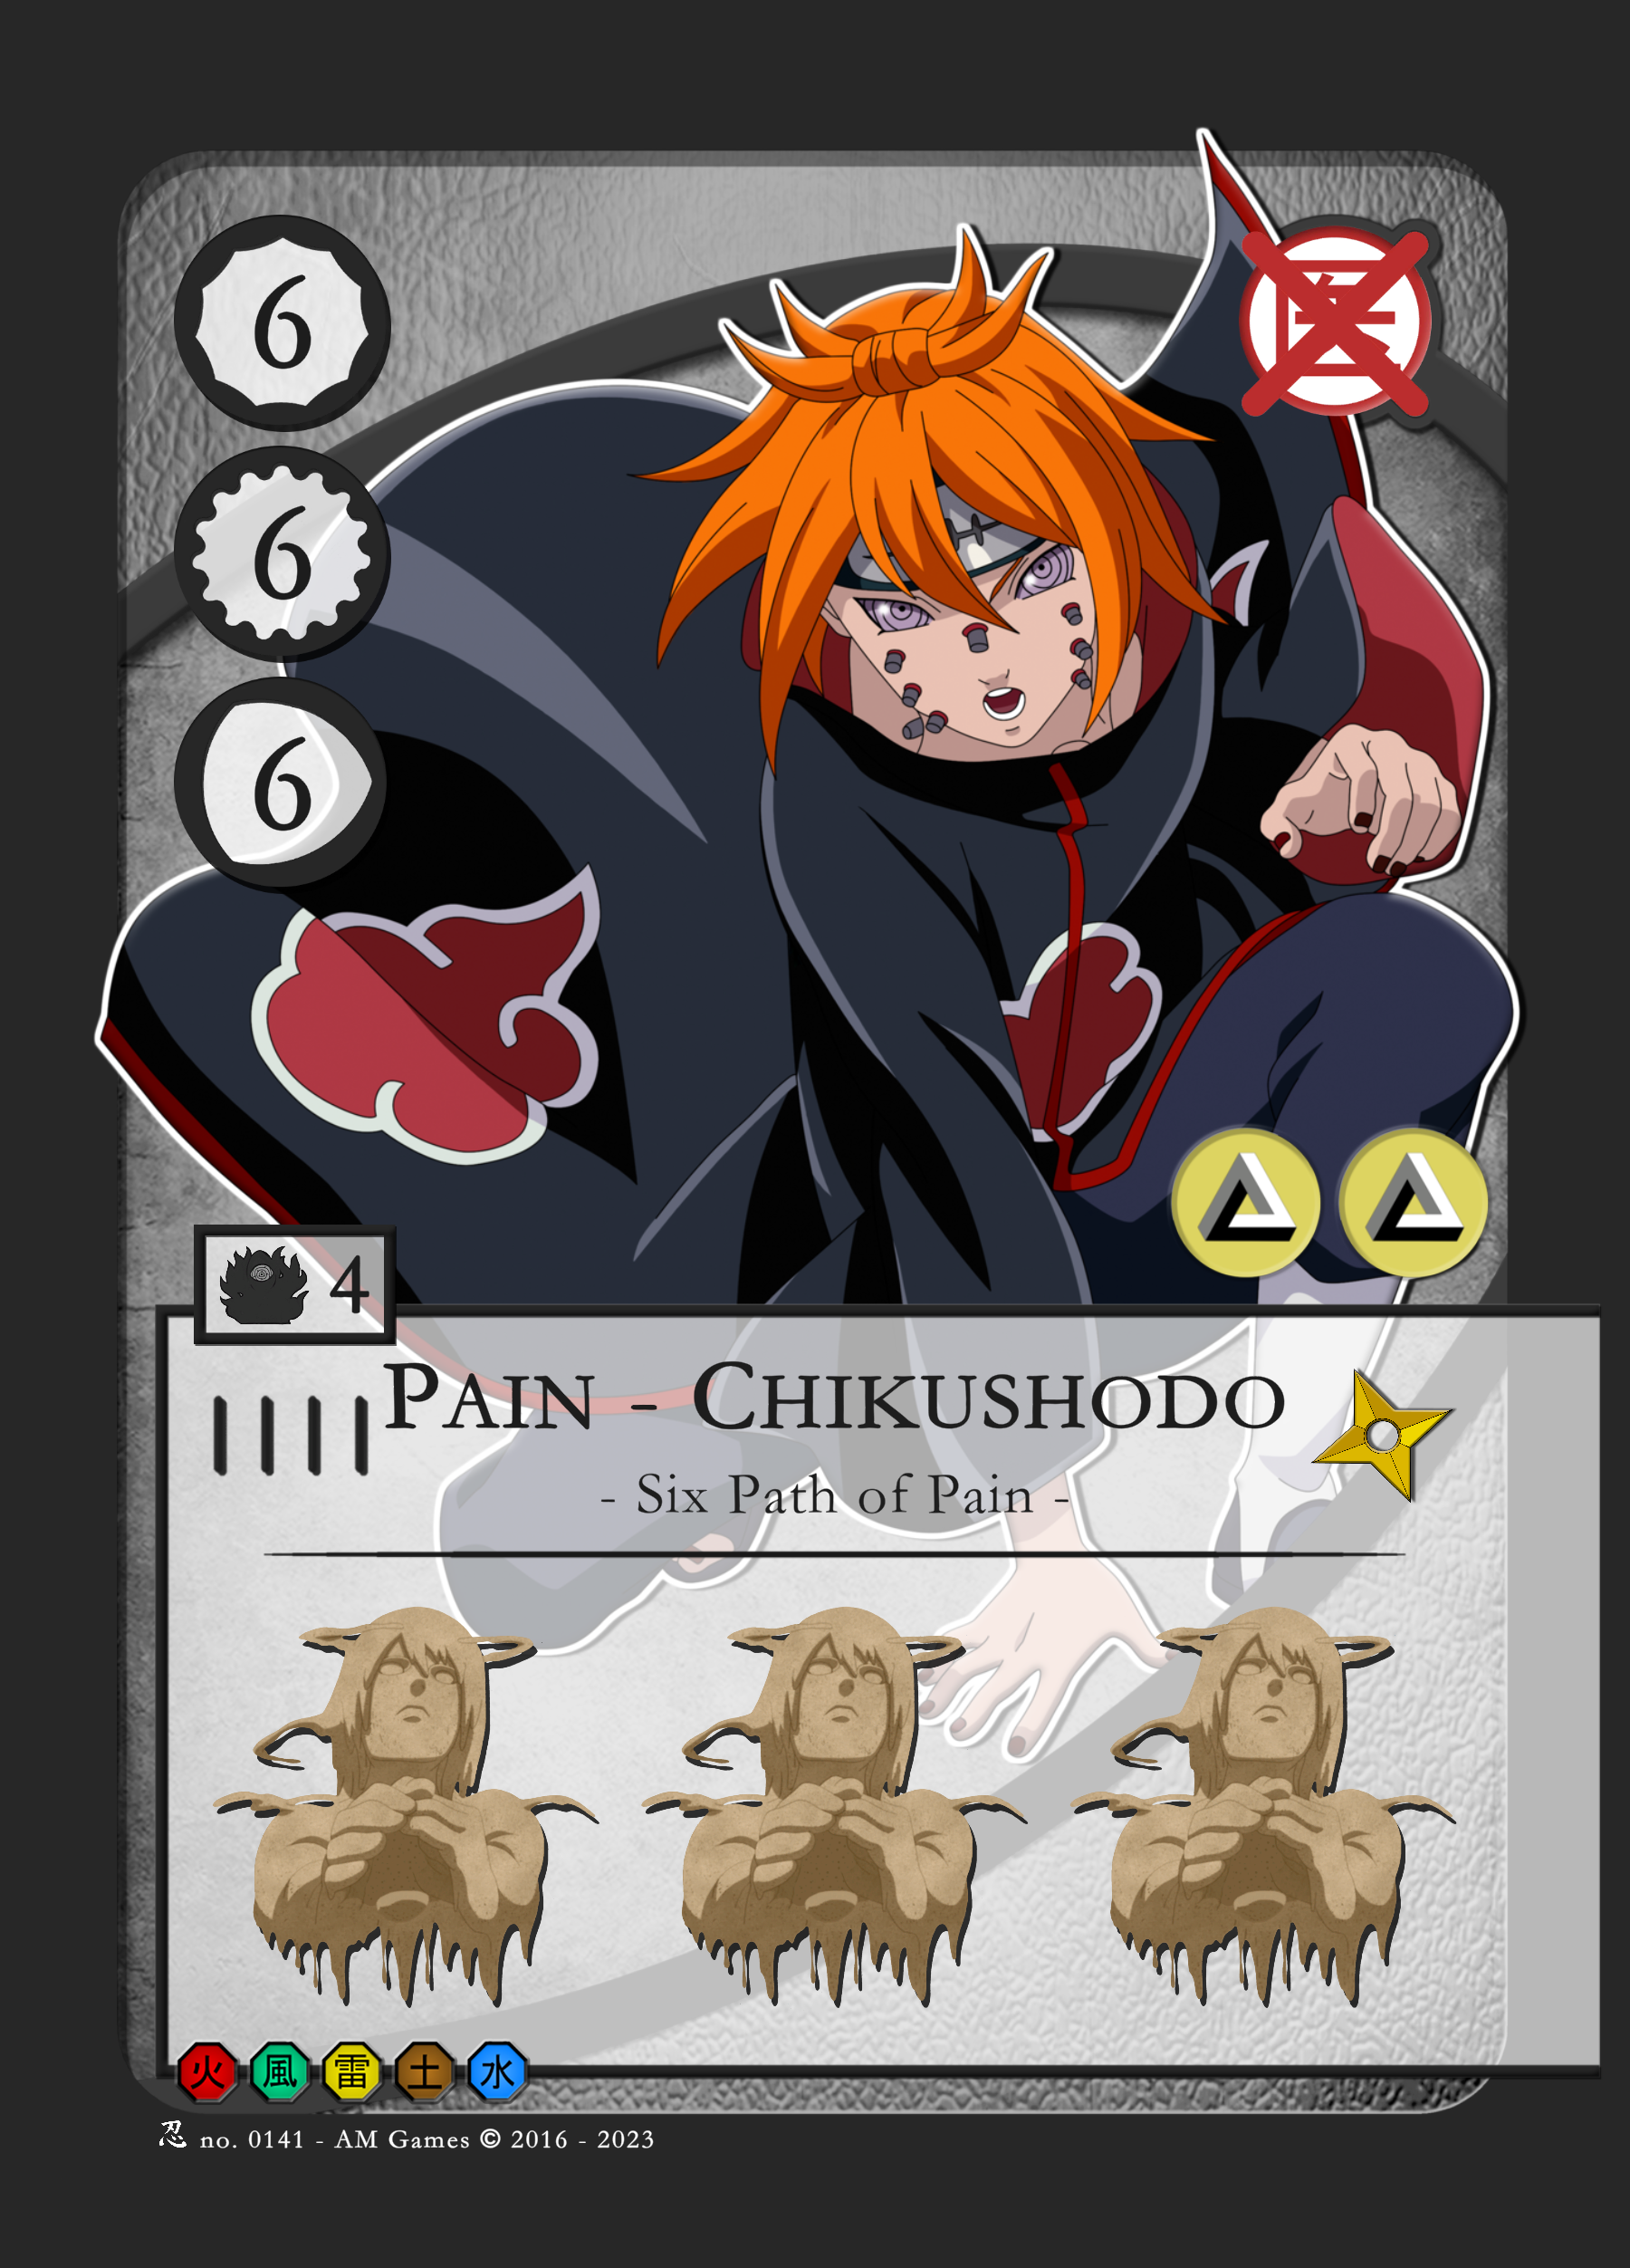 6
医
6
6
4
PAIN - CHIKUSHODO
- Six Path of Pain -
火 風 雷 土 水
忍 no. 0141 - AM Games © 2016 - 2023